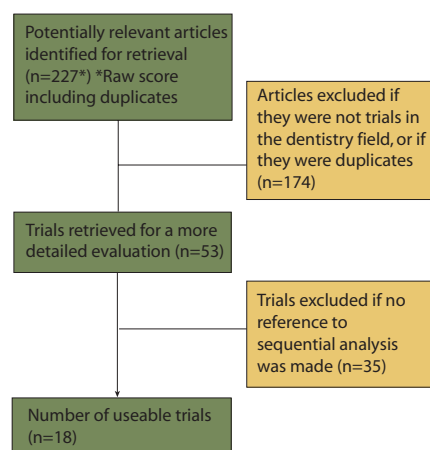 Potentially relevant articles
identified for retrieval
(n=227*) *Raw score
including duplicates
Articles excluded if
they were not trials in
the dentistry field, or if
they were duplicates
(n=174)
Trials retrieved for a more
detailed evaluation (n=53)
Trials excluded if no
reference to
sequential analysis
was made (n=35)
Number of useable trials
(n=18)